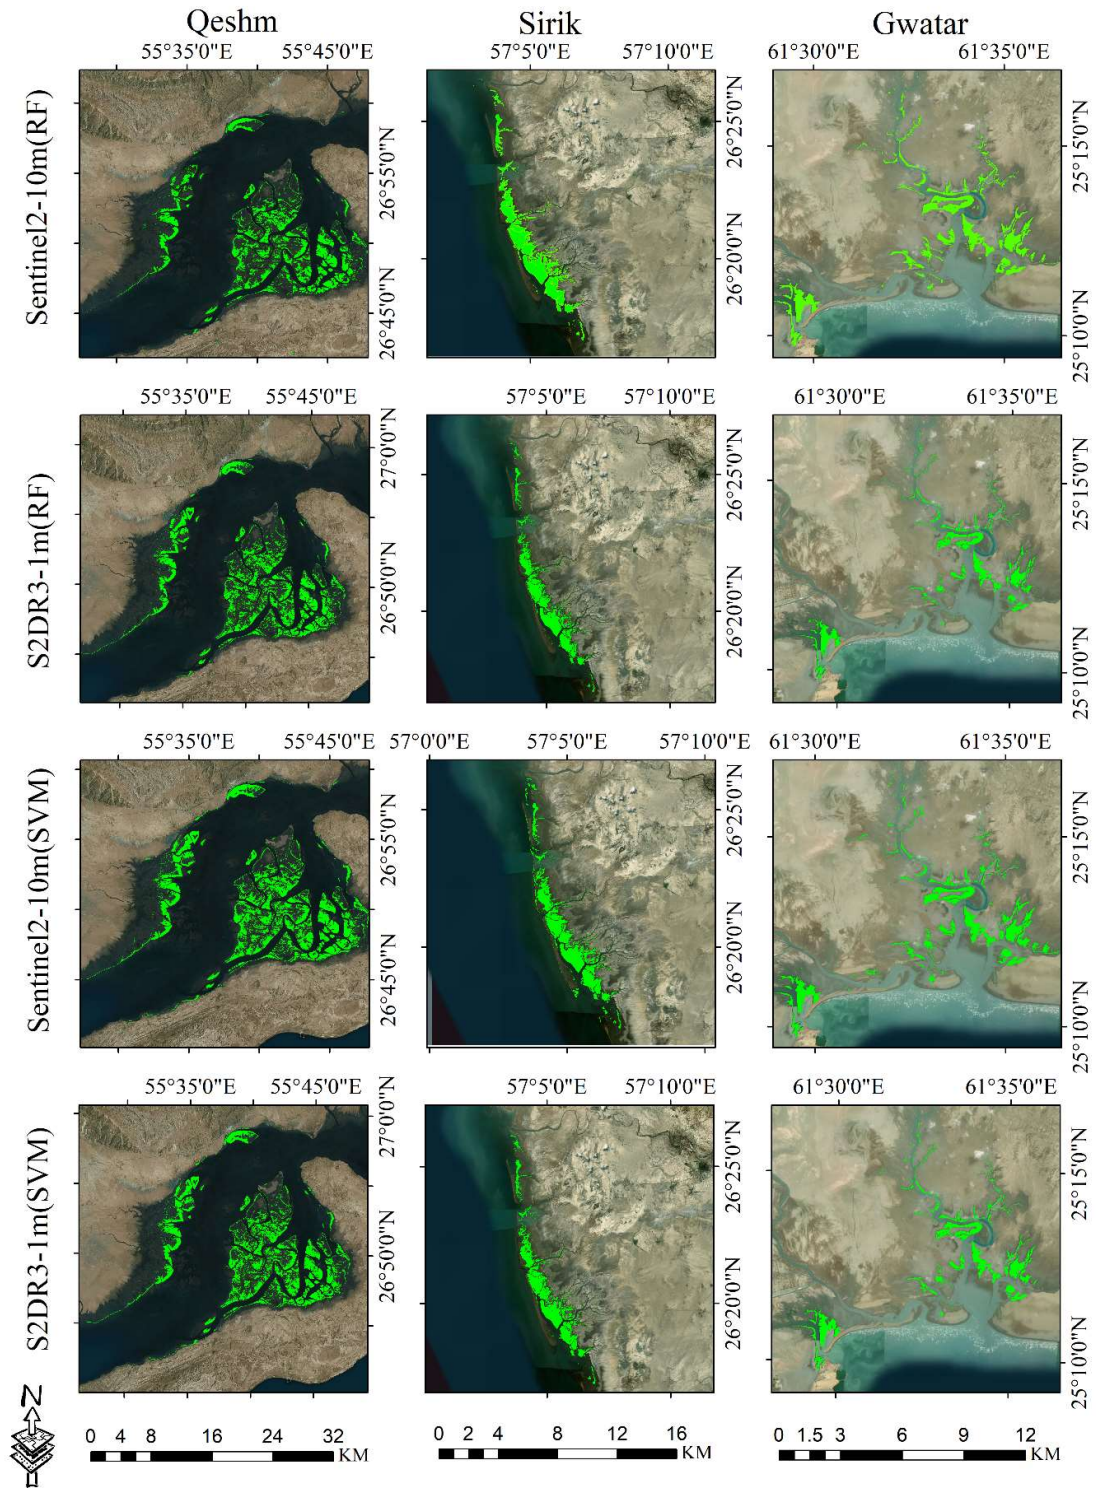 Qeshm Sirik Gwatar
55°35'0"E 55°45'0"E 57°5'0"E 57°10'0"E 61°30'0"E 61°35'0"E
Sentinel2-10m(RF)
26°55'0"N
26°45'0"N
26°25'0"N
26°20'0"N
25°15'0"N
25°10'0"N
55°35'0"E 55°45'0"E 57°5'0"E 57°10'0"E 61°30'0"E 61°35'0"E
S2DR3-1m(RF)
27°0'0"N
26°50'0"N
26°25'0"N
26°20'0"N
25°15'0"N
25°10'0"N
55°35'0"E 55°45'0"E 57°0'0"E 57°5'0"E 57°10'0"E 61°30'0"E 61°35'0"E
Sentinel2-10m(SVM)
26°55'0"N
26°45'0"N
26°25'0"N
26°20'0"N
25°15'0"N
25°10'0"N
55°35'0"E 55°45'0"E 57°5'0"E 57°10'0"E 61°30'0"E 61°35'0"E
S2DR3-1m(SVM)
27°0'0"N
26°50'0"N
26°25'0"N
26°20'0"N
25°15'0"N
25°10'0"N
N
0 4 8 16 24 32 KM
0 2 4 8 12 16 KM
0 1.5 3 6 9 12 KM